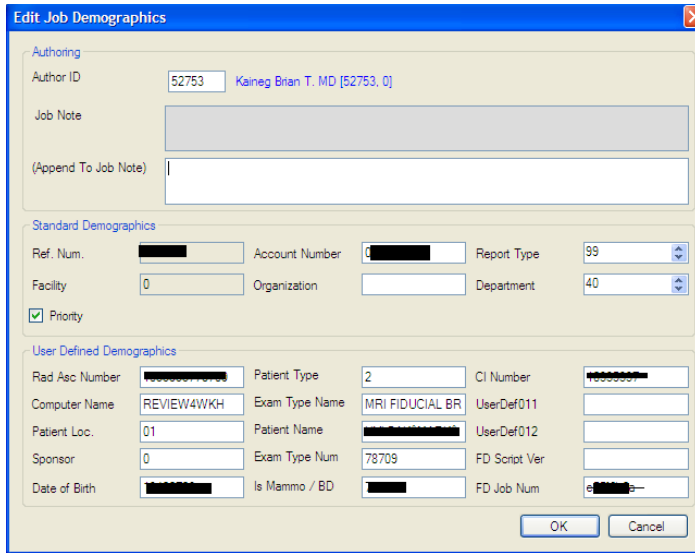 Edit Job Demographics
Authoring
Author ID 52753 Kaineg Brian T. MD [52753, 0]
Job Note
(Append To Job Note)
Standard Demographics
Ref. Num. Account Number 0 Report Type 99
Facility 0 Organization Department 40
Priority
User Defined Demographics
Rad Asc Number Patient Type 2 CI Number
Computer Name REVIEW4WKH Exam Type Name MRI FIDUCIAL BR UserDef011
Patient Loc. 01 Patient Name UserDef012
Sponsor 0 Exam Type Num 78709 FD Script Ver
Date of Birth Is Mammo / BD FD Job Num
OK Cancel